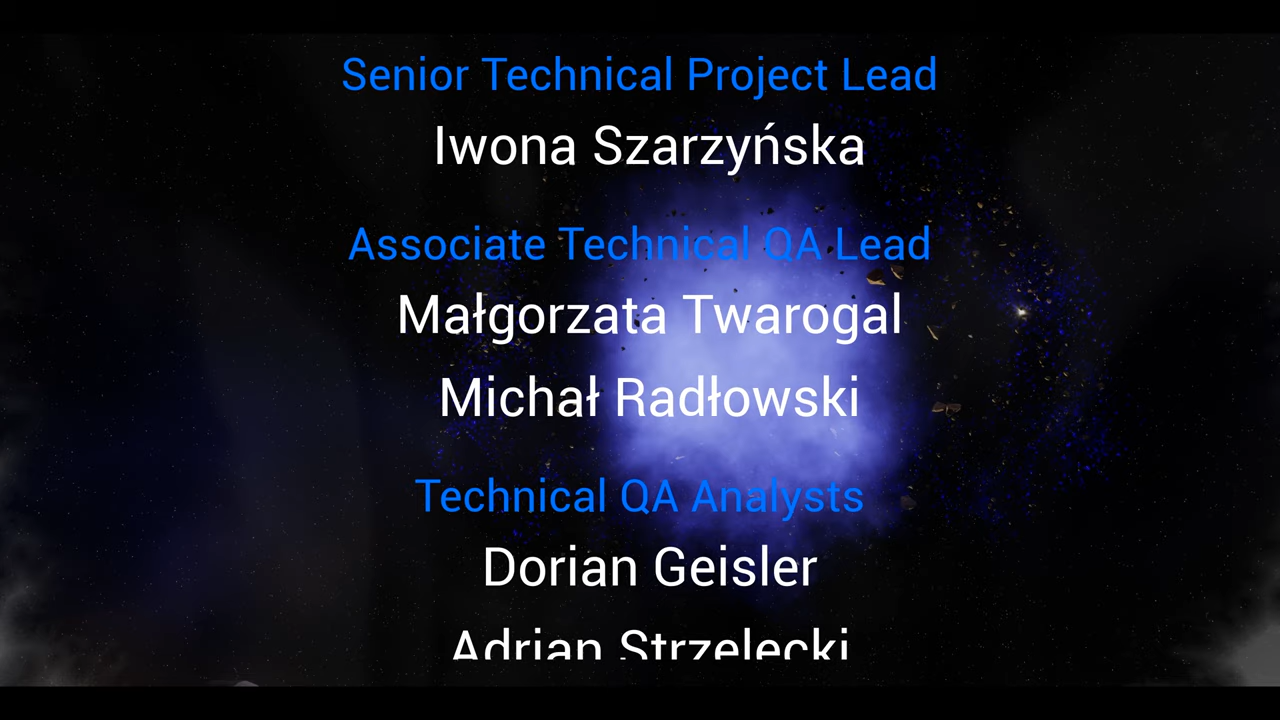 Senior Technical Project Lead
Iwona Szarzyńska
Associate Technical QA Lead
Małgorzata Twarogal
Michał Radłowski
Technical QA Analysts
Dorian Geisler
Adrian Strzelecki